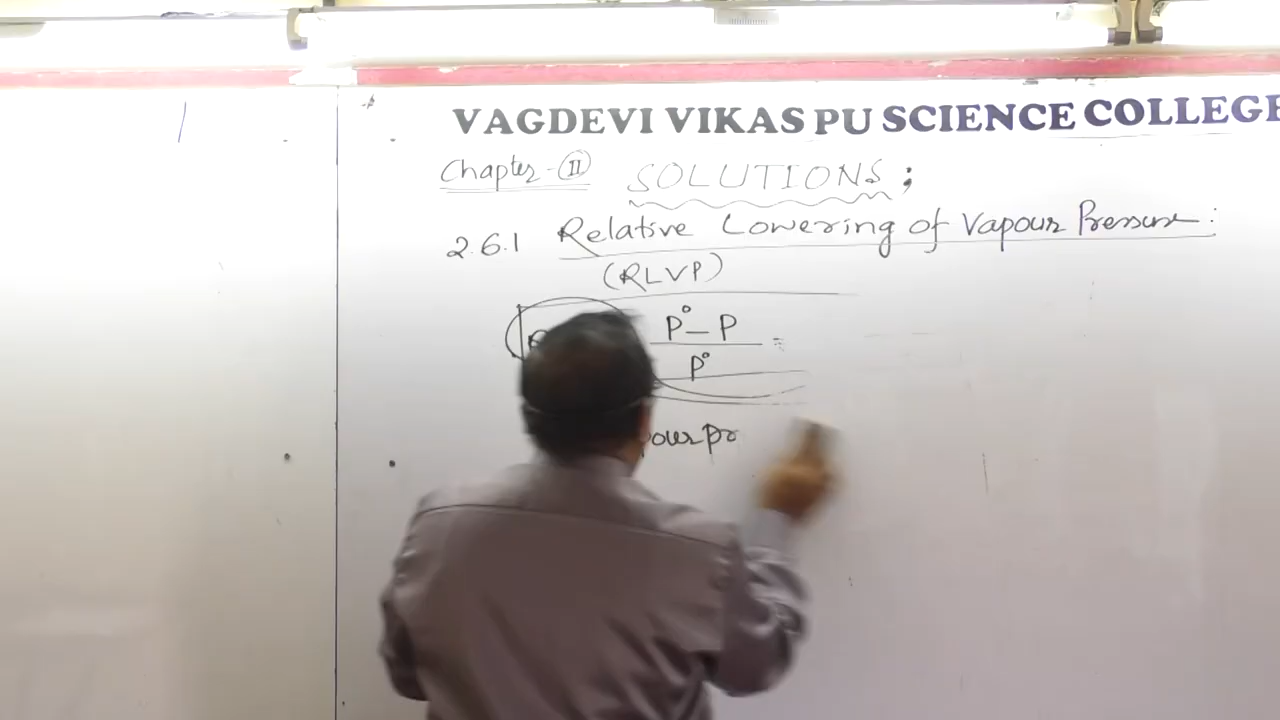 VAGDEVI VIKAS PU SCIENCE COLLEGE
Chapter - II SOLUTIONS ;
2.6.1 Relative Lowering of Vapour Pressure :
(RLVP)
P° - P
P°
=